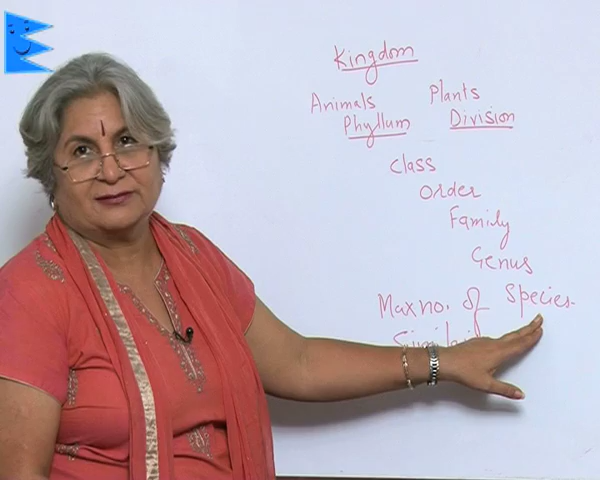 Kingdom
Animals Plants
Phyllum Division
Class
Order
Family
Genus
Max no. of Species